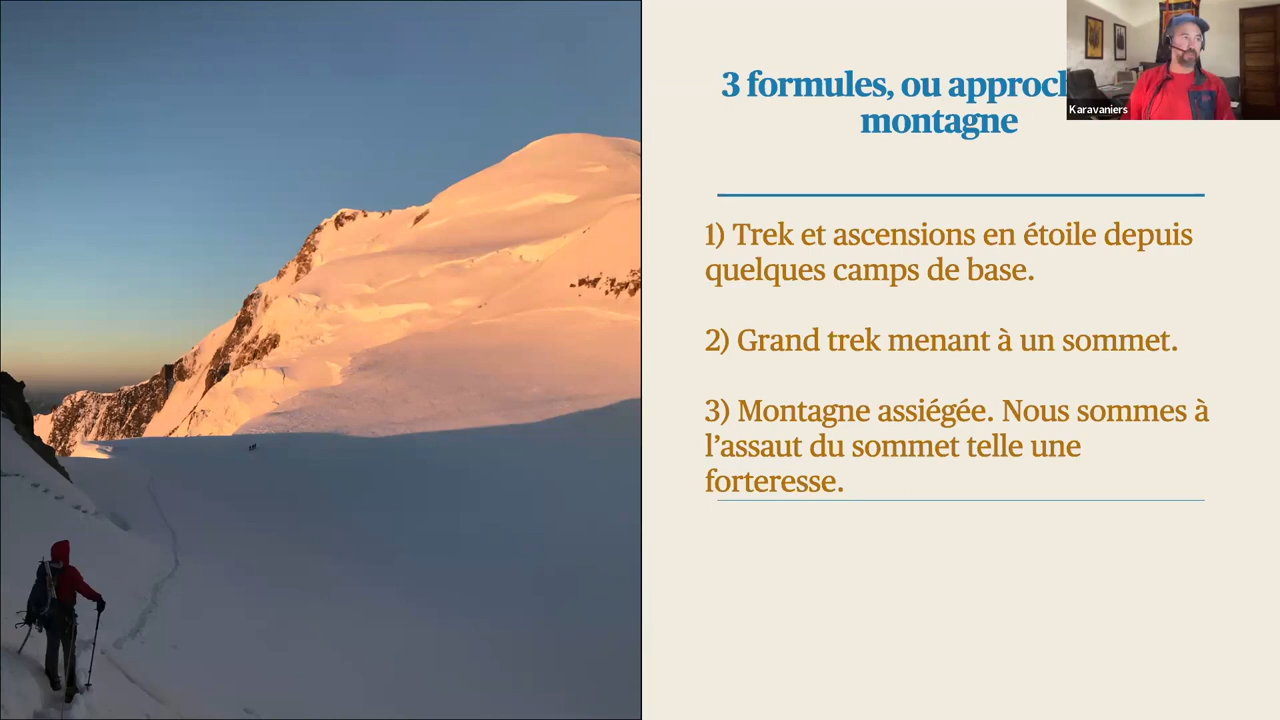 3 formules, ou
montagne
Karavaniers
1) Trek et ascensions en étoile depuis
quelques camps de base.
2) Grand trek menant à un sommet.
3) Montagne assiégée. Nous sommes à
l’assaut du sommet telle une
forteresse.